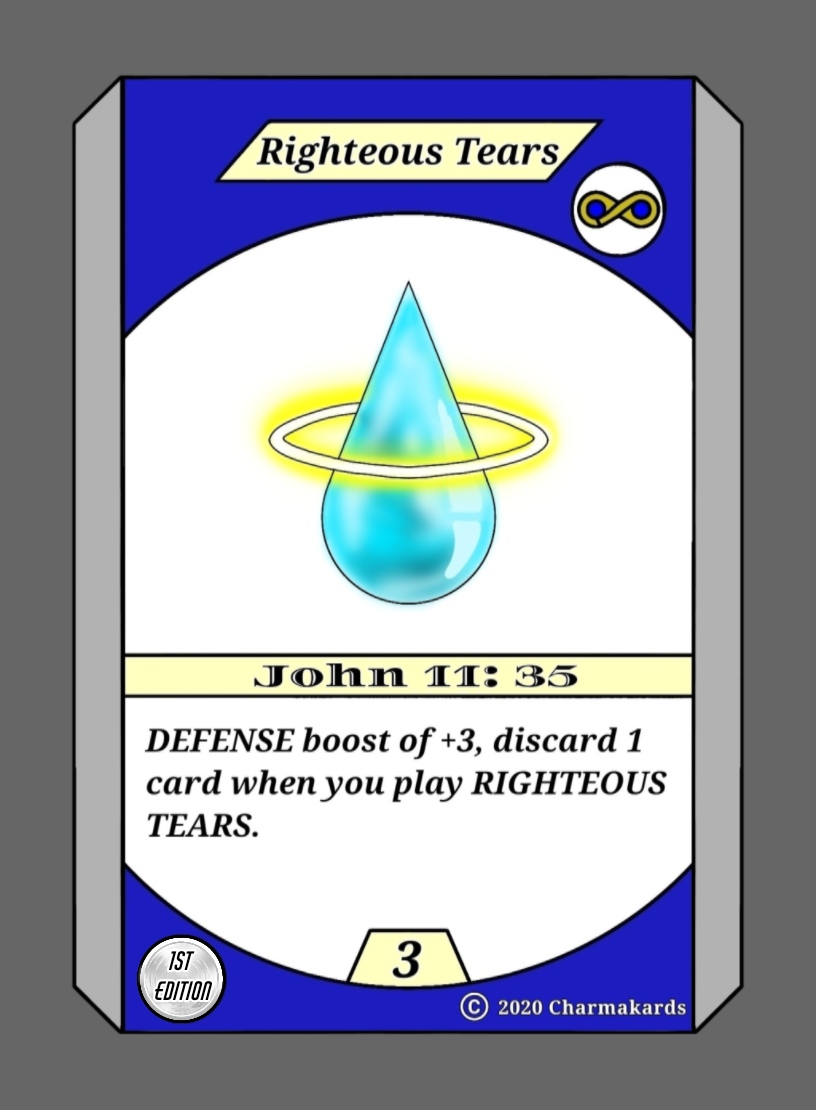 Righteous Tears
John 11: 35
DEFENSE boost of +3, discard 1
card when you play RIGHTEOUS
TEARS.
3
1ST
EDITION
© 2020 Charmakards